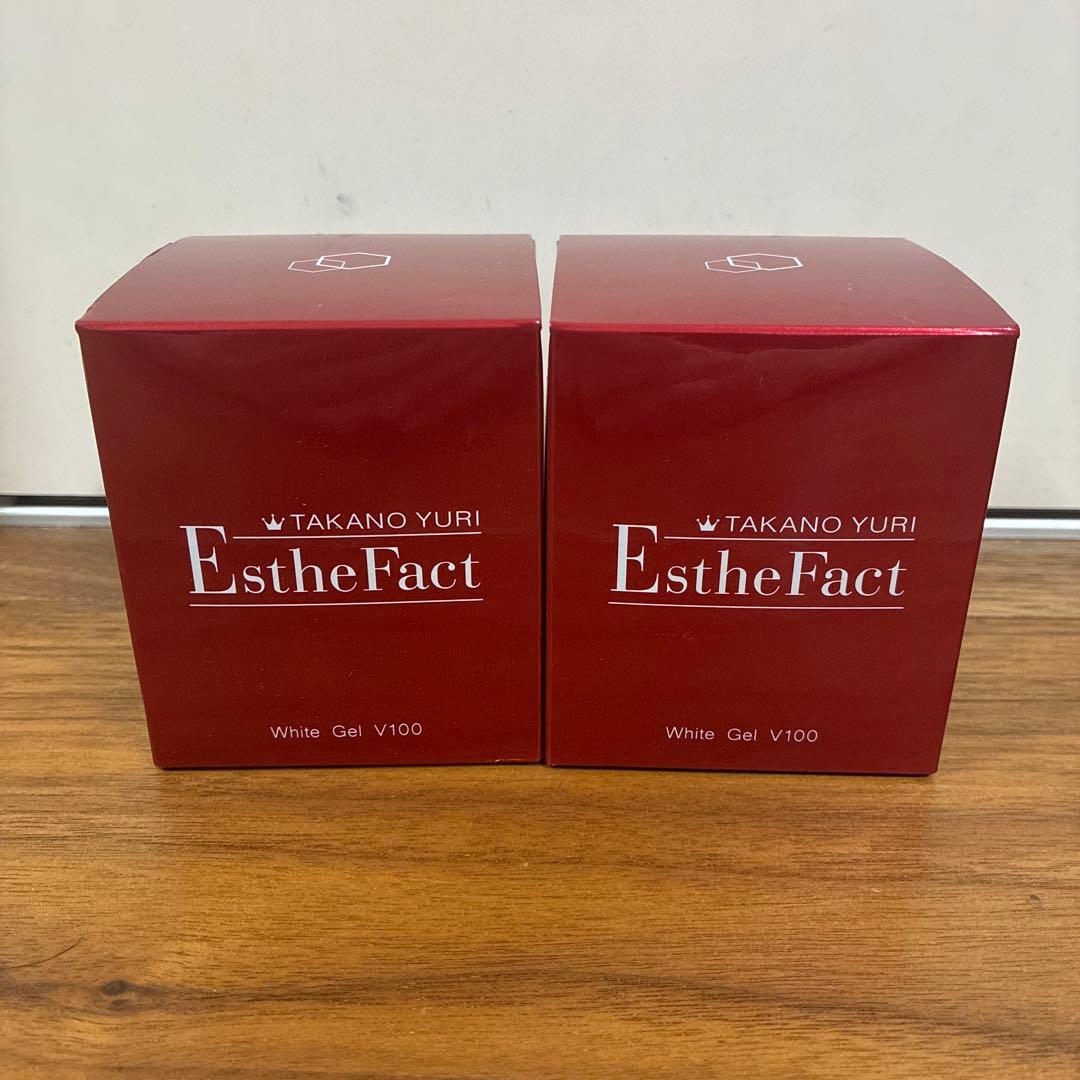 TAKANO YURI
EstheFact
White Gel V100
TAKANO YURI
EstheFact
White Gel V100